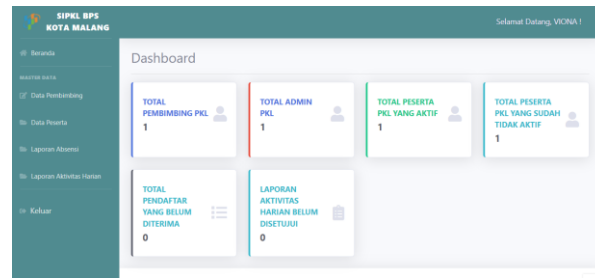 SIPKL BPS
KOTA MALANG
Selamat Datang, VIONA !
Beranda
MASTER DATA
Data Pembimbing
Data Peserta
Laporan Absensi
Laporan Aktivitas Harian
Keluar
Dashboard
TOTAL
PEMBIMBING PKL
1
TOTAL ADMIN
PKL
1
TOTAL PESERTA
PKL YANG AKTIF
1
TOTAL PESERTA
PKL YANG SUDAH
TIDAK AKTIF
1
TOTAL
PENDAFTAR
YANG BELUM
DITERIMA
0
LAPORAN
AKTIVITAS
HARIAN BELUM
DISETUJUI
0